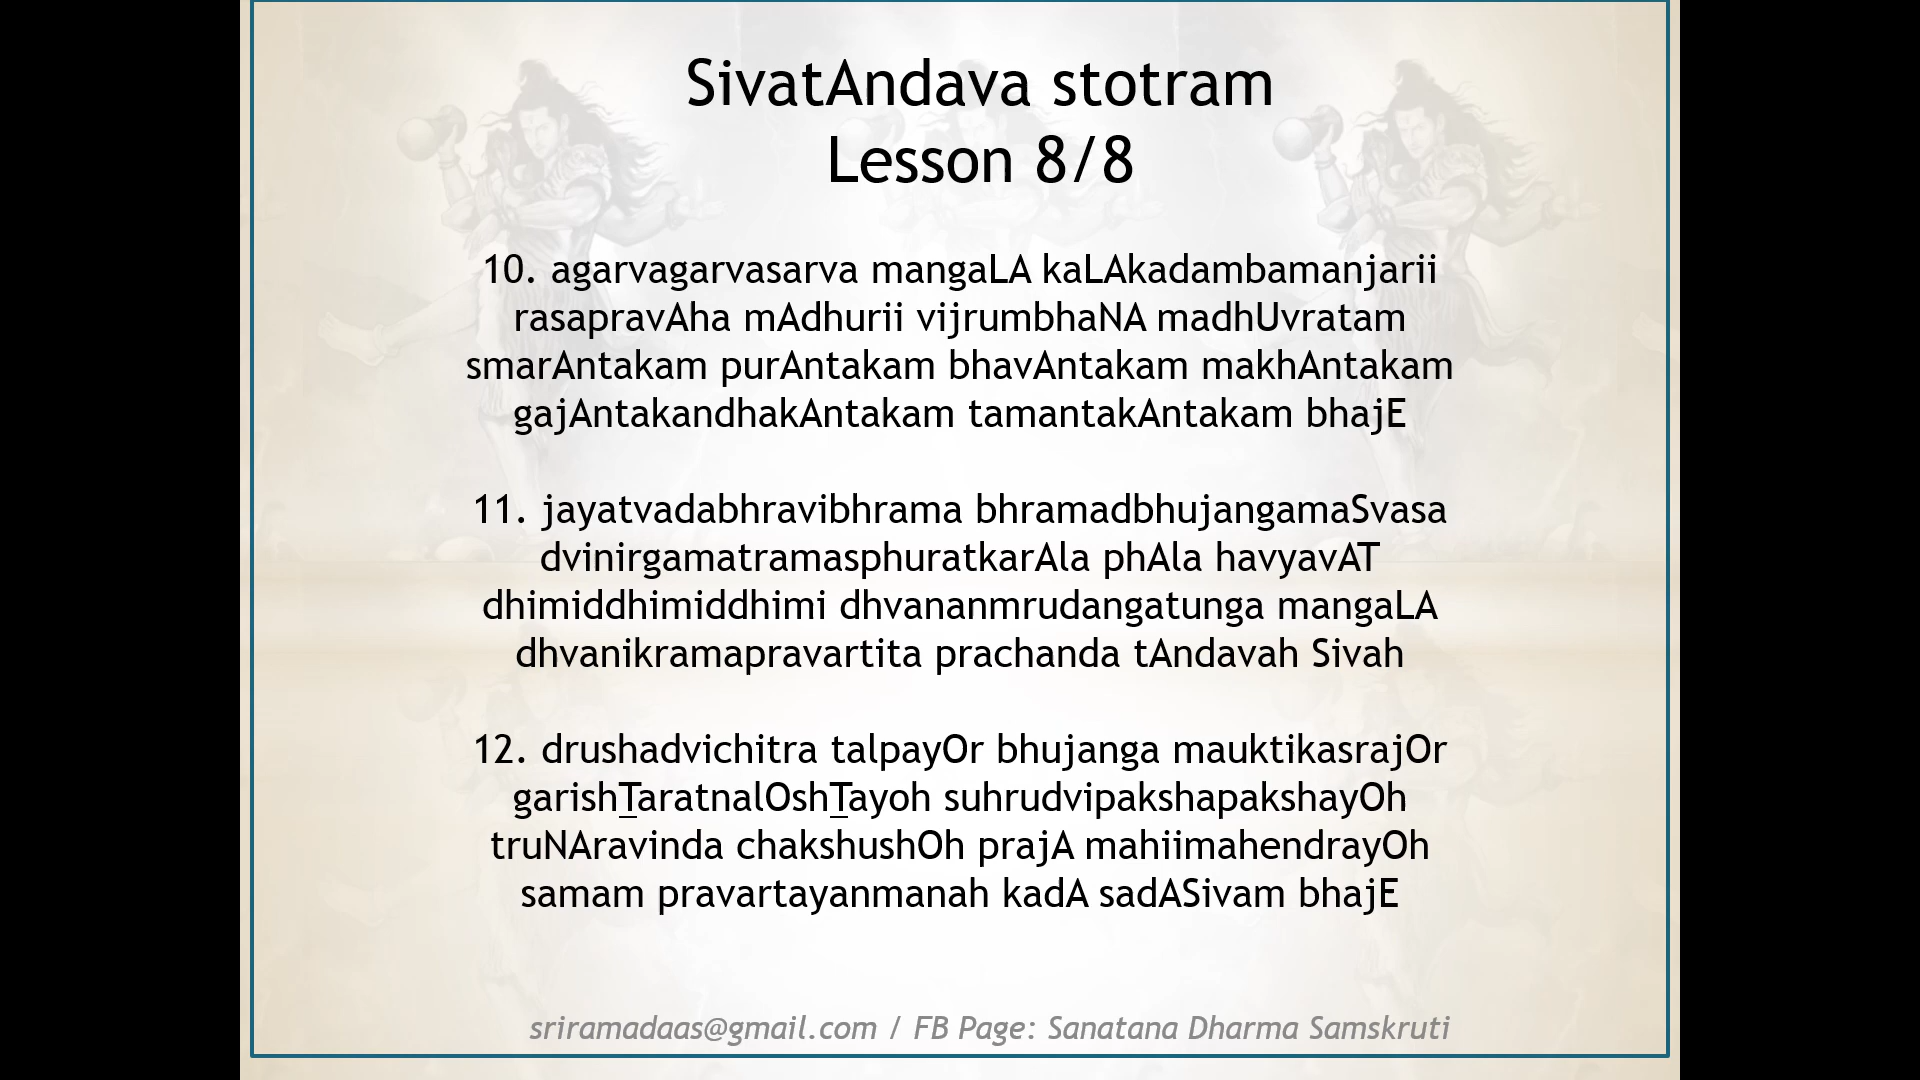 SivatAndava stotram
Lesson 8/8
10. agarvagarvasarva mangaLA kaLAkadambamanjarii
rasapravAha mAdhurii vijrumbhaNA madhUvratam
smarAntakam purAntakam bhavAntakam makhAntakam
gajAntakandhakAntakam tamantakAntakam bhajE
11. jayatvadabhravibhrama bhramadbhujangamaSvasa
dvinirgamatramasphuratkarAla phAla havyavAT
dhimiddhimiddhimi dhvananmrudangatunga mangaLA
dhvanikramapravartita prachanda tAndavah Sivah
12. drushadvichitra talpayOr bhujanga mauktikasrajOr
garishTaratnalOshTayoh suhrudvipakshapakshayOh
truNAravinda chakshushOh prajA mahiimahendrayOh
samam pravartayanmanah kadA sadASivam bhajE
sriramadaas@gmail.com / FB Page: Sanatana Dharma Samskruti